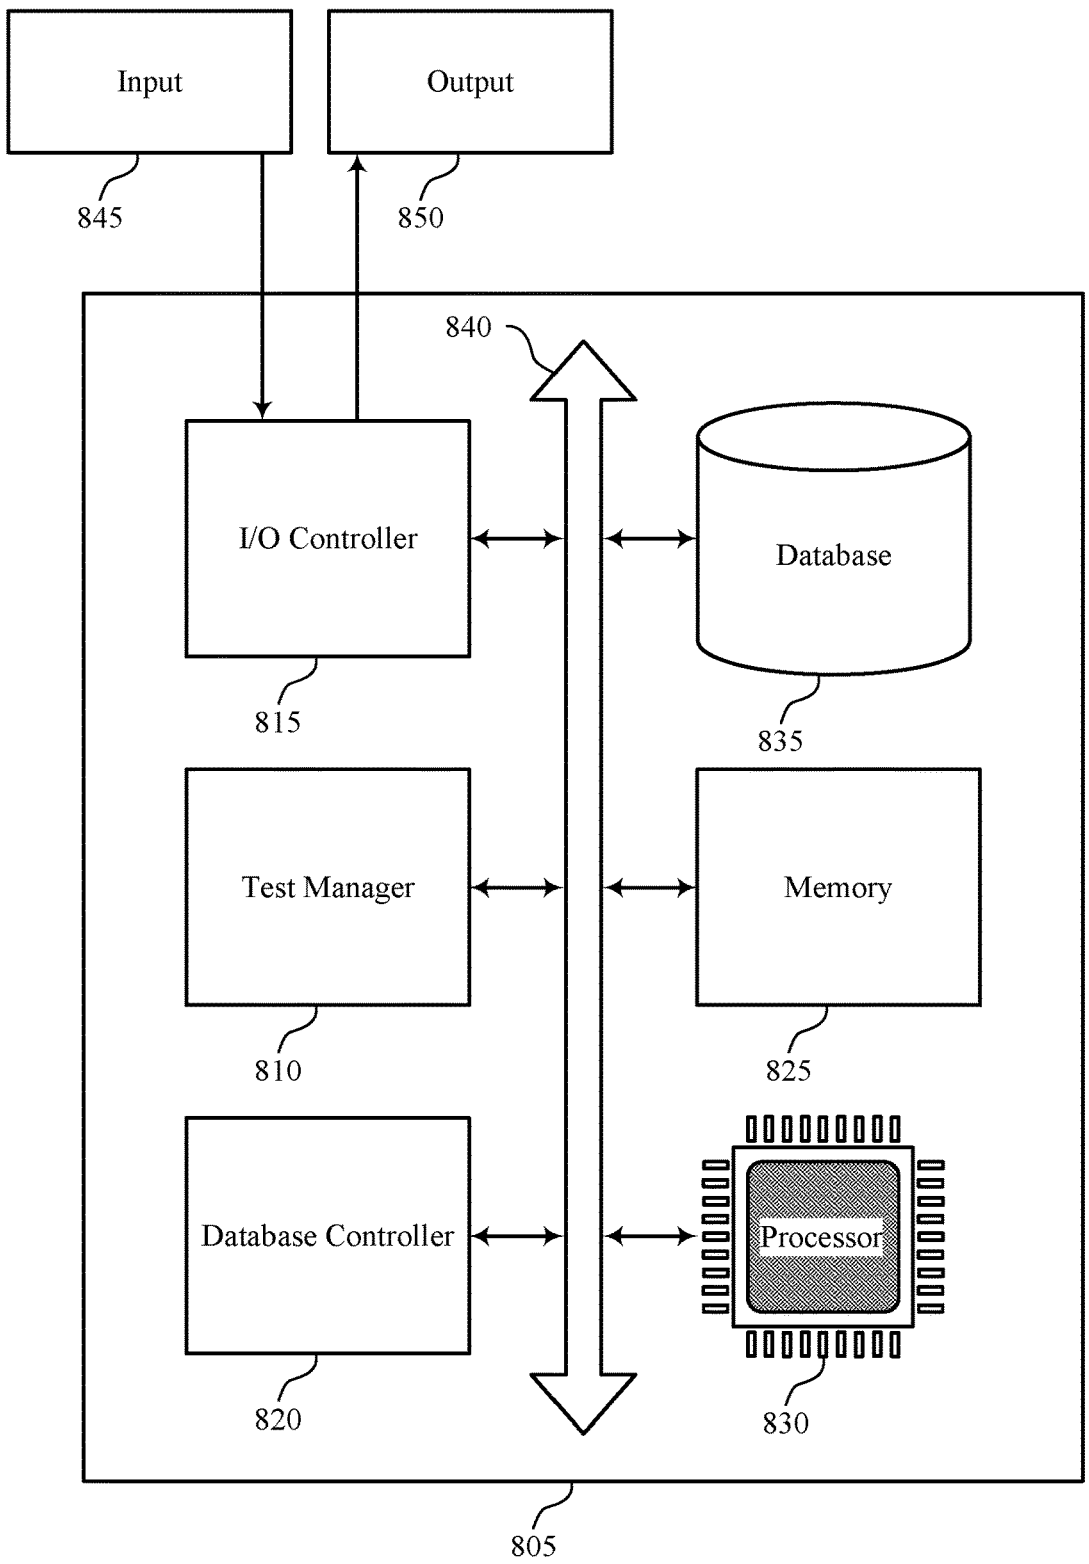 Input
Output
845
850
840
I/O Controller
Database
815
835
Test Manager
Memory
810
825
Database Controller
Processor
820
830
805